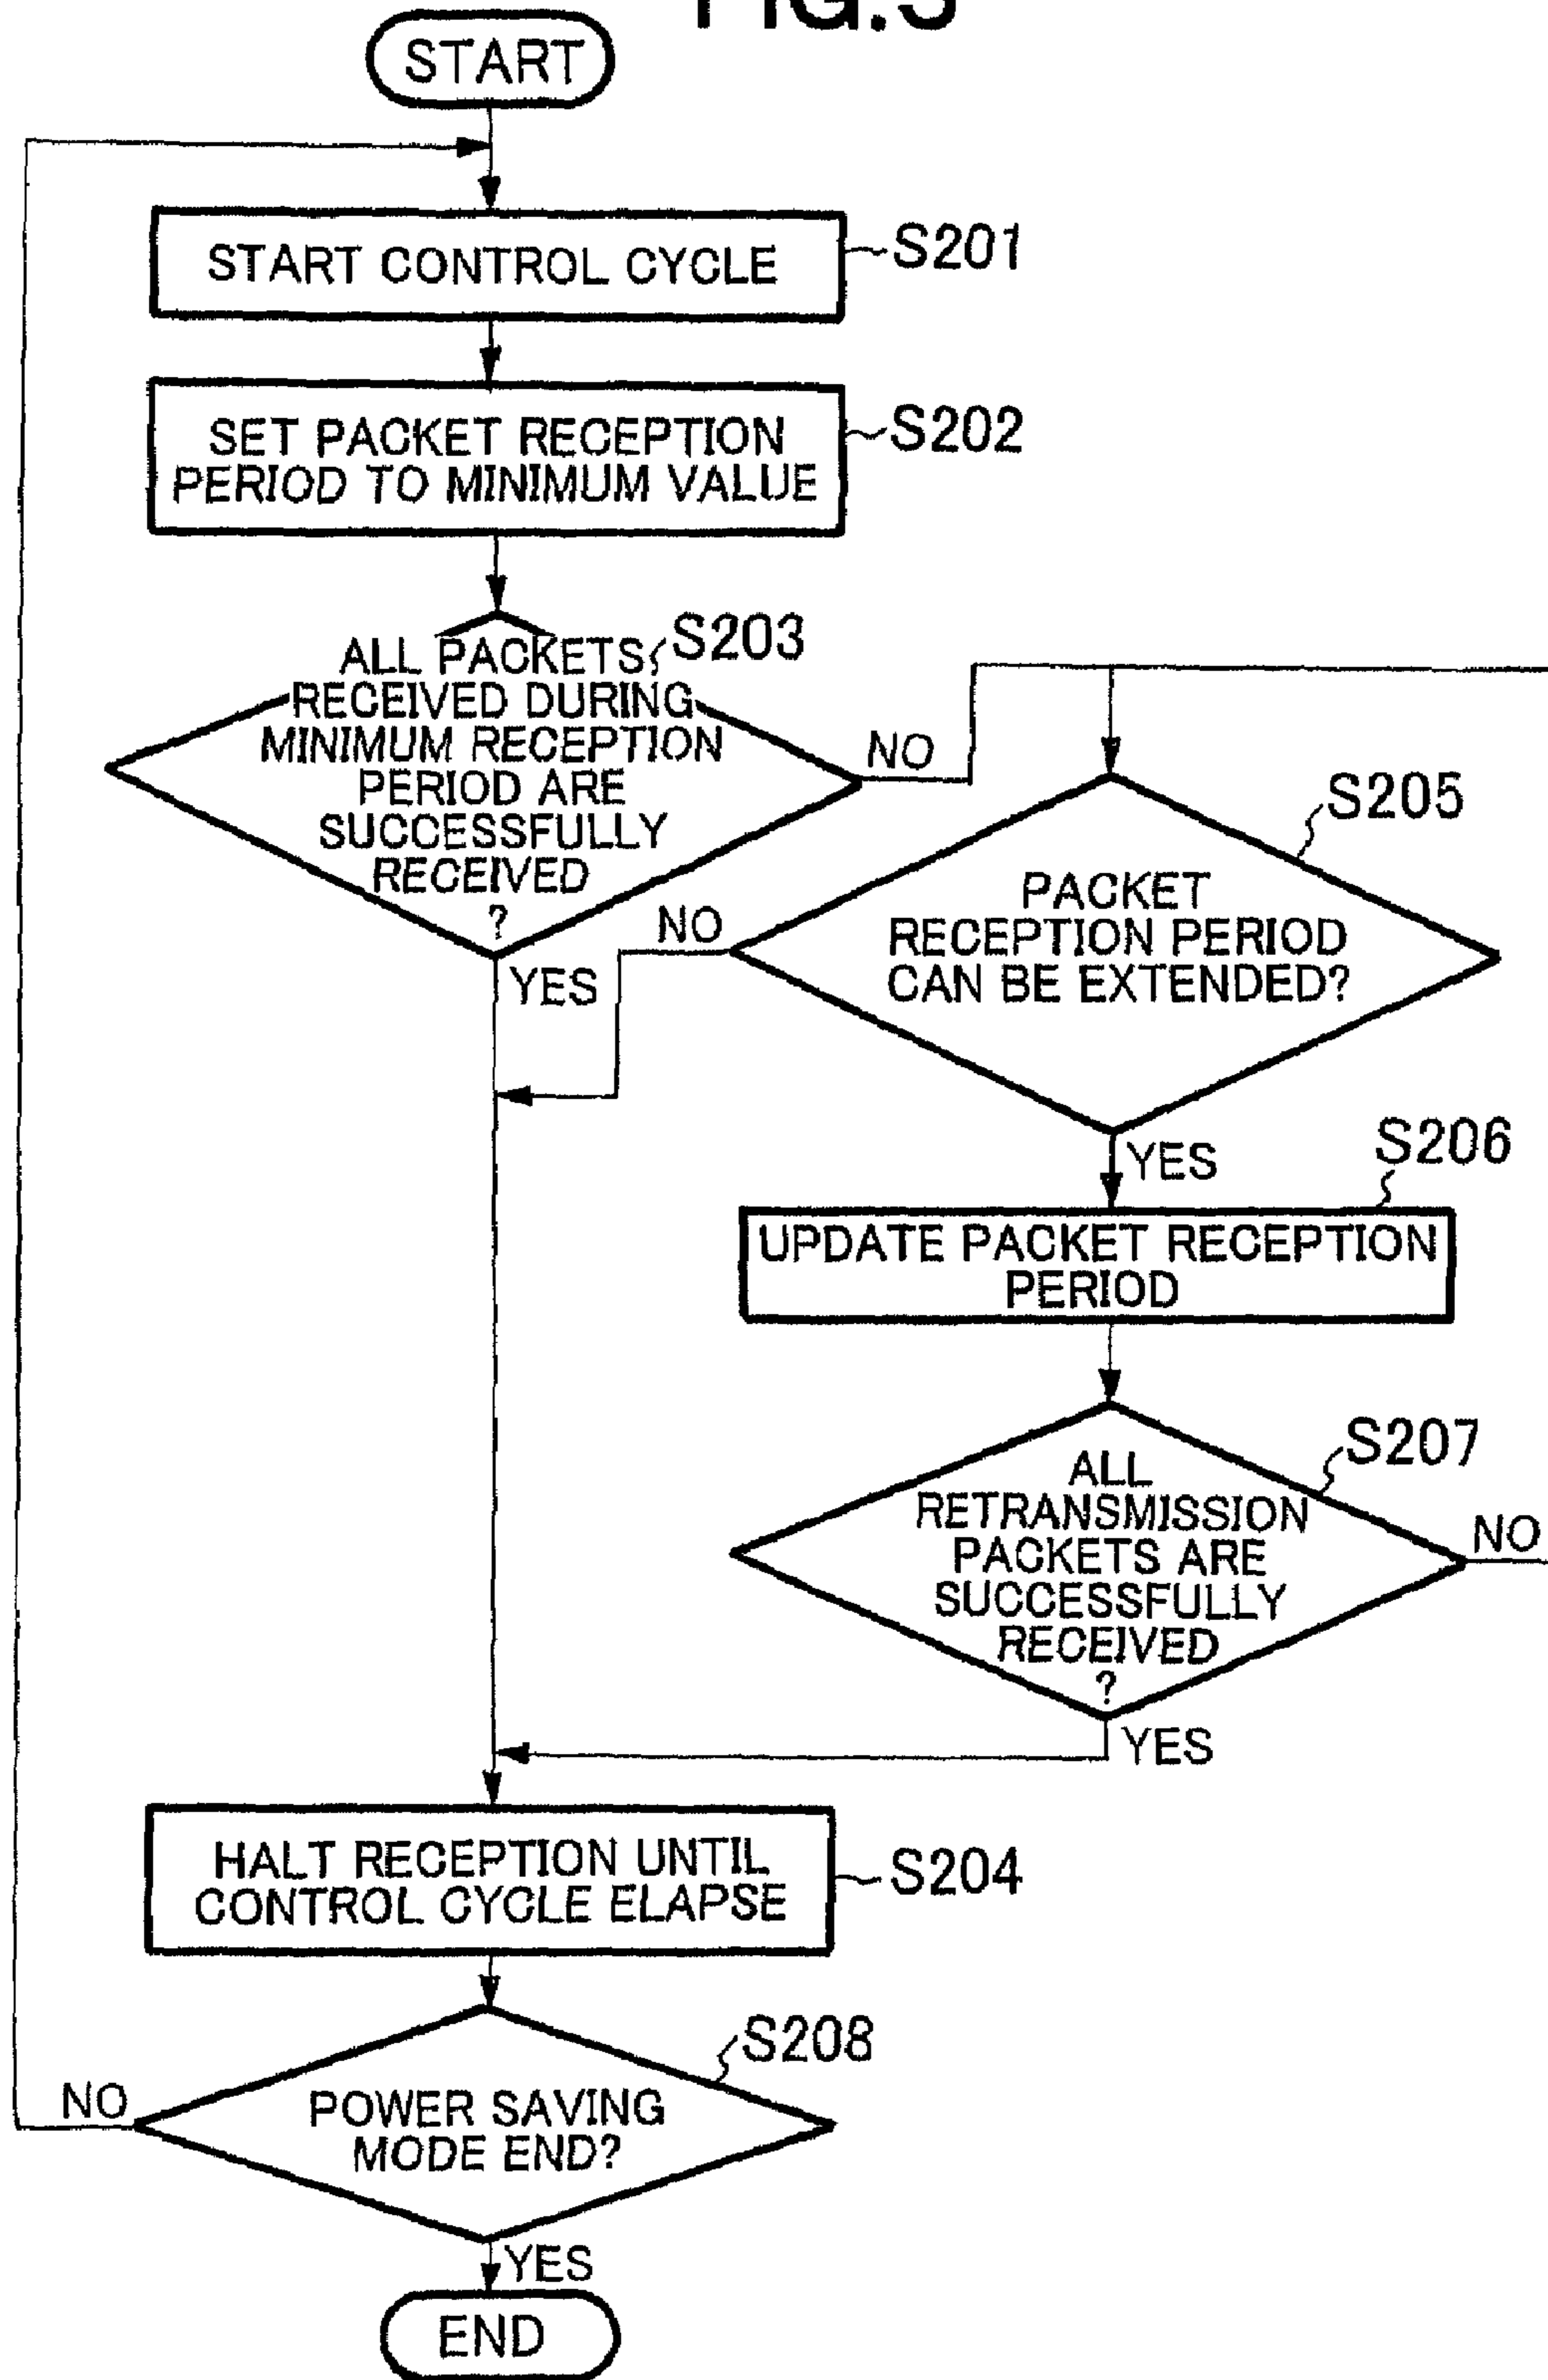 START
START CONTROL CYCLE
S201
SET PACKET RECEPTION
PERIOD TO MINIMUM VALUE
S202
ALL PACKETS
RECEIVED DURING
MINIMUM RECEPTION
PERIOD ARE
SUCCESSFULLY
RECEIVED
?
S203
NO
YES
PACKET
RECEPTION PERIOD
CAN BE EXTENDED?
S205
NO
YES
UPDATE PACKET RECEPTION
PERIOD
S206
ALL
RETRANSMISSION
PACKETS ARE
SUCCESSFULLY
RECEIVED
?
S207
NO
YES
HALT RECEPTION UNTIL
CONTROL CYCLE ELAPSE
S204
POWER SAVING
MODE END?
S208
NO
YES
END